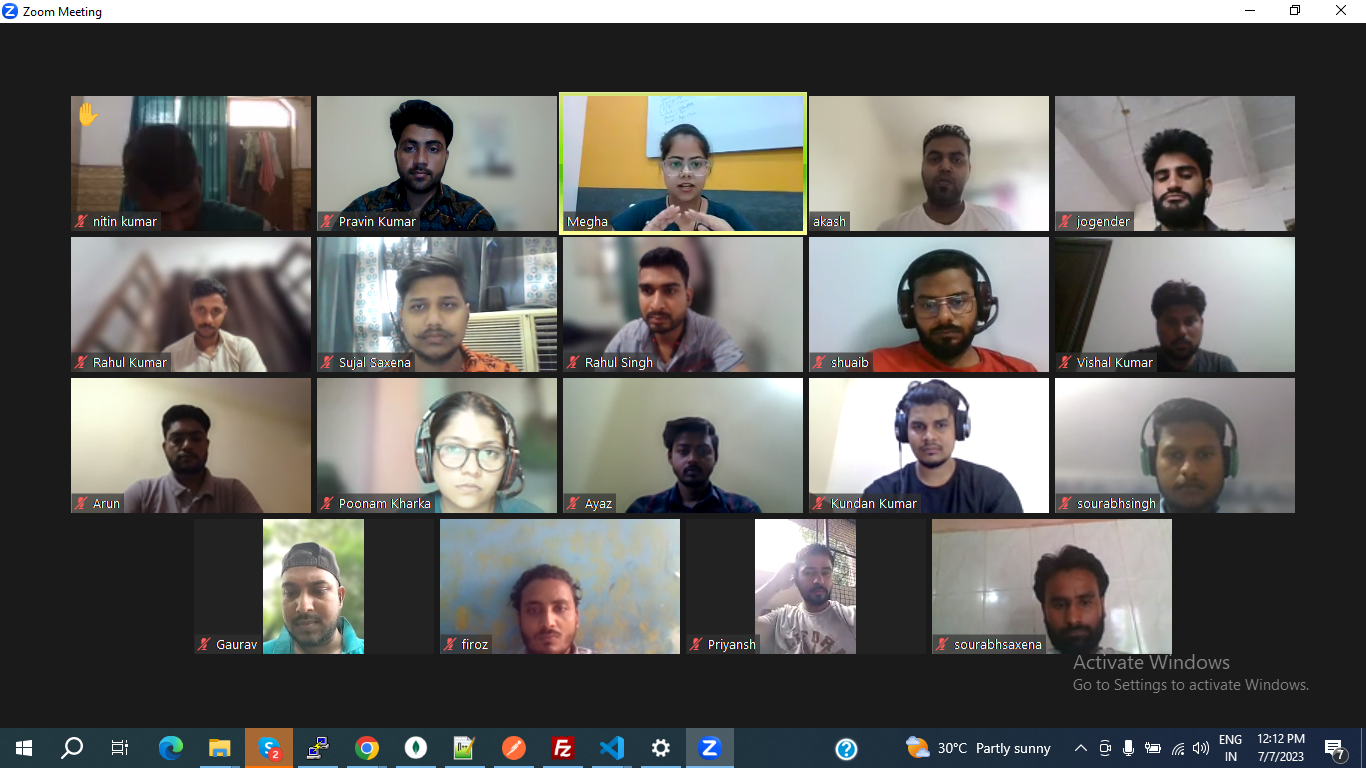 Zoom Meeting
nitin kumar
Pravin Kumar
Megha
akash
jogender
Rahul Kumar
Sujal Saxena
Rahul Singh
shuaib
Vishal Kumar
Arun
Poonam Kharka
Ayaz
Kundan Kumar
sourabhsingh
Gaurav
firoz
Priyansh
sourabhsaxena
Activate Windows
Go to Settings to activate Windows.
2
30°C Partly sunny
ENG
IN
12:12 PM
7/7/2023
7